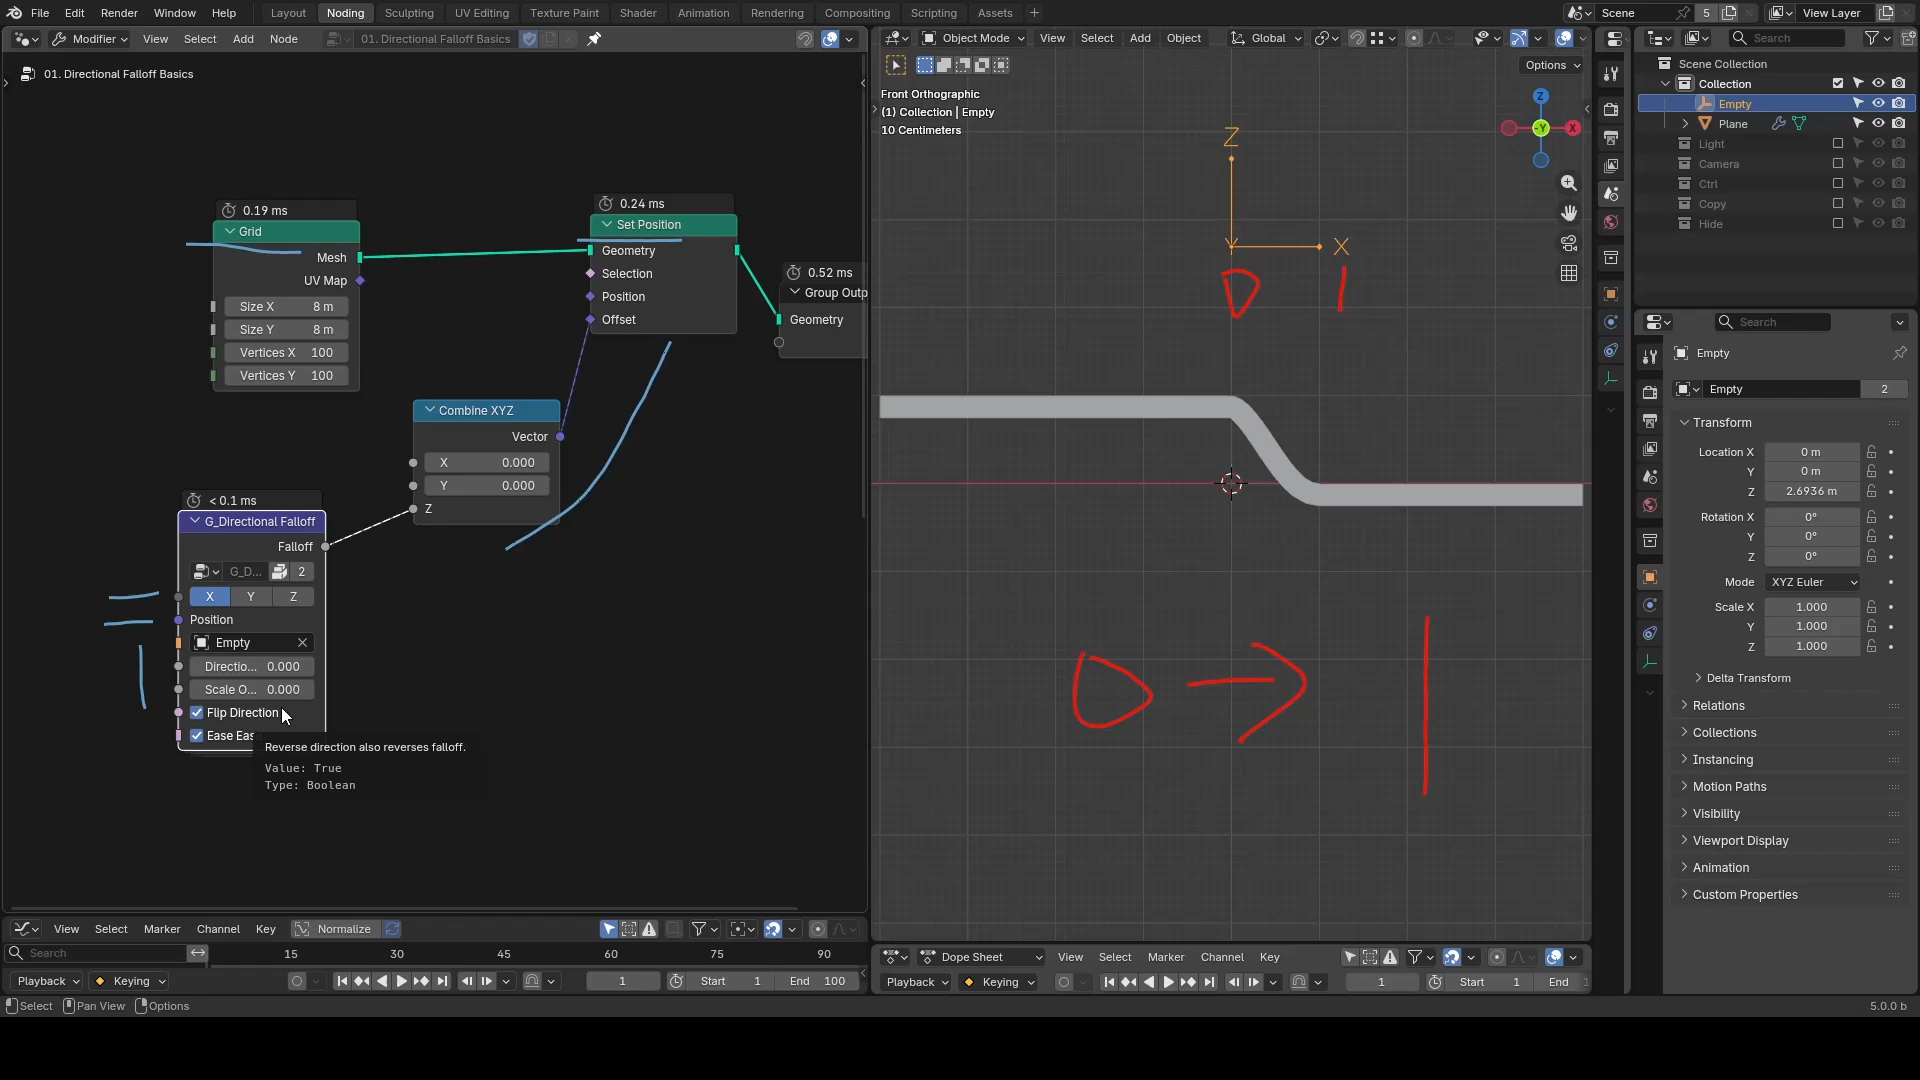 File Edit Render Window Help Layout Noding Sculpting UV Editing Texture Paint Shader Animation Rendering Compositing Scripting Assets + Scene 5 View Layer
Modifier View Select Add Node 01. Directional Falloff Basics
01. Directional Falloff Basics
0.19 ms
Grid
Mesh
UV Map
Size X 8 m
Size Y 8 m
Vertices X 100
Vertices Y 100
0.24 ms
Set Position
Geometry
Selection
Position
Offset
0.52 ms
Group Outp
Geometry
Combine XYZ
Vector
X 0.000
Y 0.000
Z
< 0.1 ms
G_Directional Falloff
Falloff
G_D... 2
X Y Z
Position
Empty
Directio... 0.000
Scale O... 0.000
Flip Direction
Ease Eas
Reverse direction also reverses falloff.
Value: True
Type: Boolean
View Select Marker Channel Key Normalize
Search 15 30 45 60 75 90
Playback Keying 1 Start 1 End 100
Select Pan View Options
Object Mode View Select Add Object Global
Options
Front Orthographic
(1) Collection | Empty
10 Centimeters
Z
-Y X
Z
Y X
0 1
0 → 1
Dope Sheet View Select Marker Channel Key
Playback Keying 1 Start 1 End
Search
Scene Collection
Collection
Empty
Plane
Light
Camera
Ctrl
Copy
Hide
Search
Empty
Empty 2
Transform
Location X 0 m
Y 0 m
Z 2.6936 m
Rotation X 0°
Y 0°
Z 0°
Mode XYZ Euler
Scale X 1.000
Y 1.000
Z 1.000
Delta Transform
Relations
Collections
Instancing
Motion Paths
Visibility
Viewport Display
Animation
Custom Properties
5.0.0 b